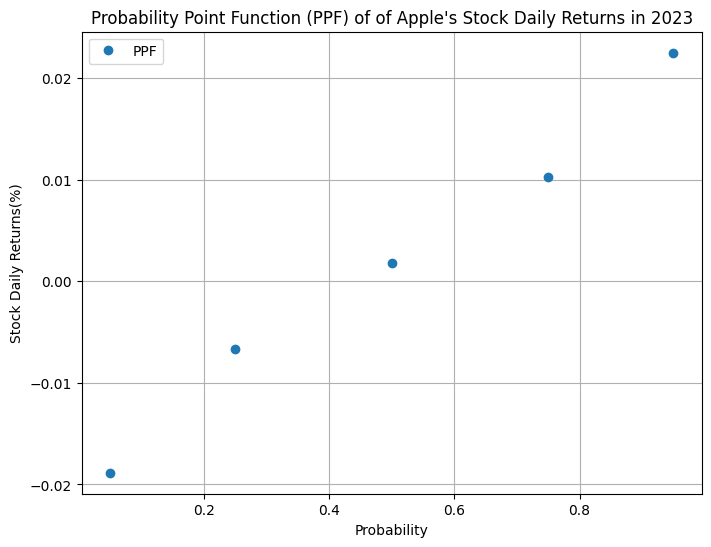 Probability Point Function (PPF) of of Apple's Stock Daily Returns in 2023
PPF
Stock Daily Returns(%)
0.02
0.01
0.00
−0.01
−0.02
0.2 0.4 0.6 0.8
Probability